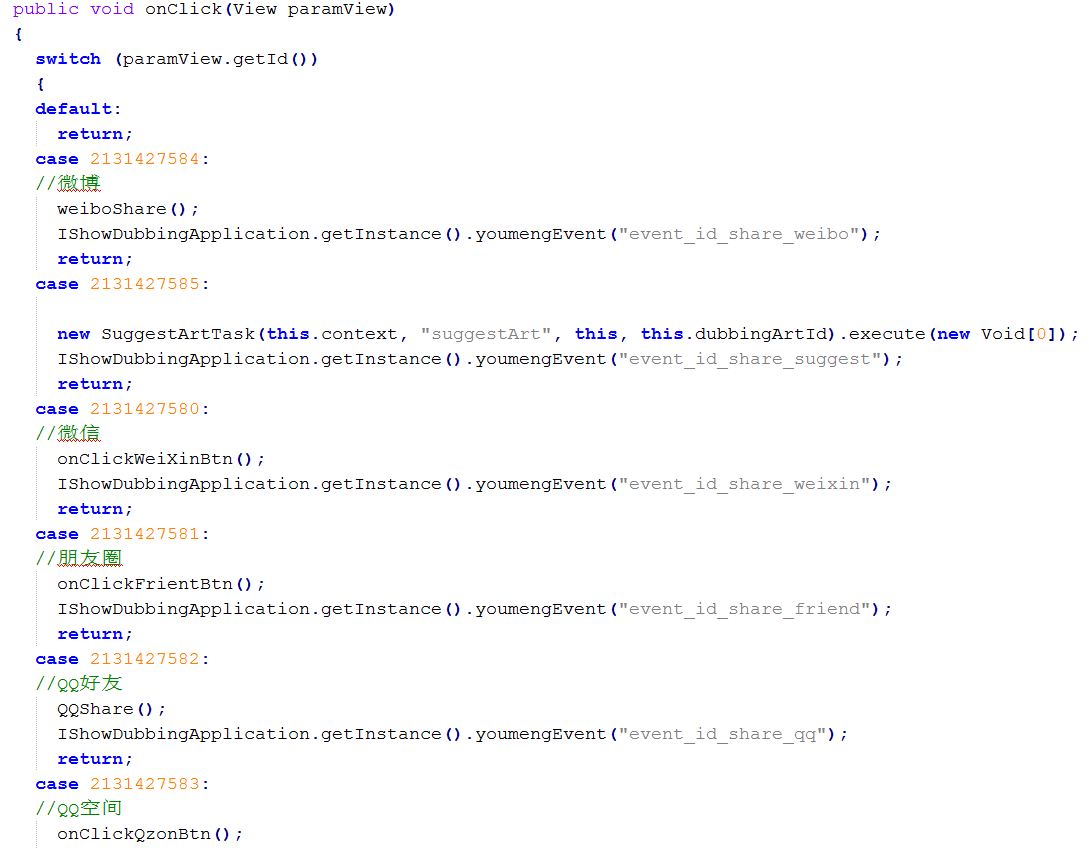 public void onClick(View paramView)
{
switch (paramView.getId())
{
default:
return;
case 2131427584:
//微博
weiboShare();
IShowDubbingApplication.getInstance().youmengEvent("event_id_share_weibo");
return;
case 2131427585:
new SuggestArtTask(this.context, "suggestArt", this, this.dubbingArtId).execute(new Void[0]);
IShowDubbingApplication.getInstance().youmengEvent("event_id_share_suggest");
return;
case 2131427580:
//微信
onClickWeiXinBtn();
IShowDubbingApplication.getInstance().youmengEvent("event_id_share_weixin");
return;
case 2131427581:
//朋友圈
onClickFrientBtn();
IShowDubbingApplication.getInstance().youmengEvent("event_id_share_friend");
return;
case 2131427582:
//QQ好友
QQShare();
IShowDubbingApplication.getInstance().youmengEvent("event_id_share_qq");
return;
case 2131427583:
//QQ空间
onClickQzonBtn();